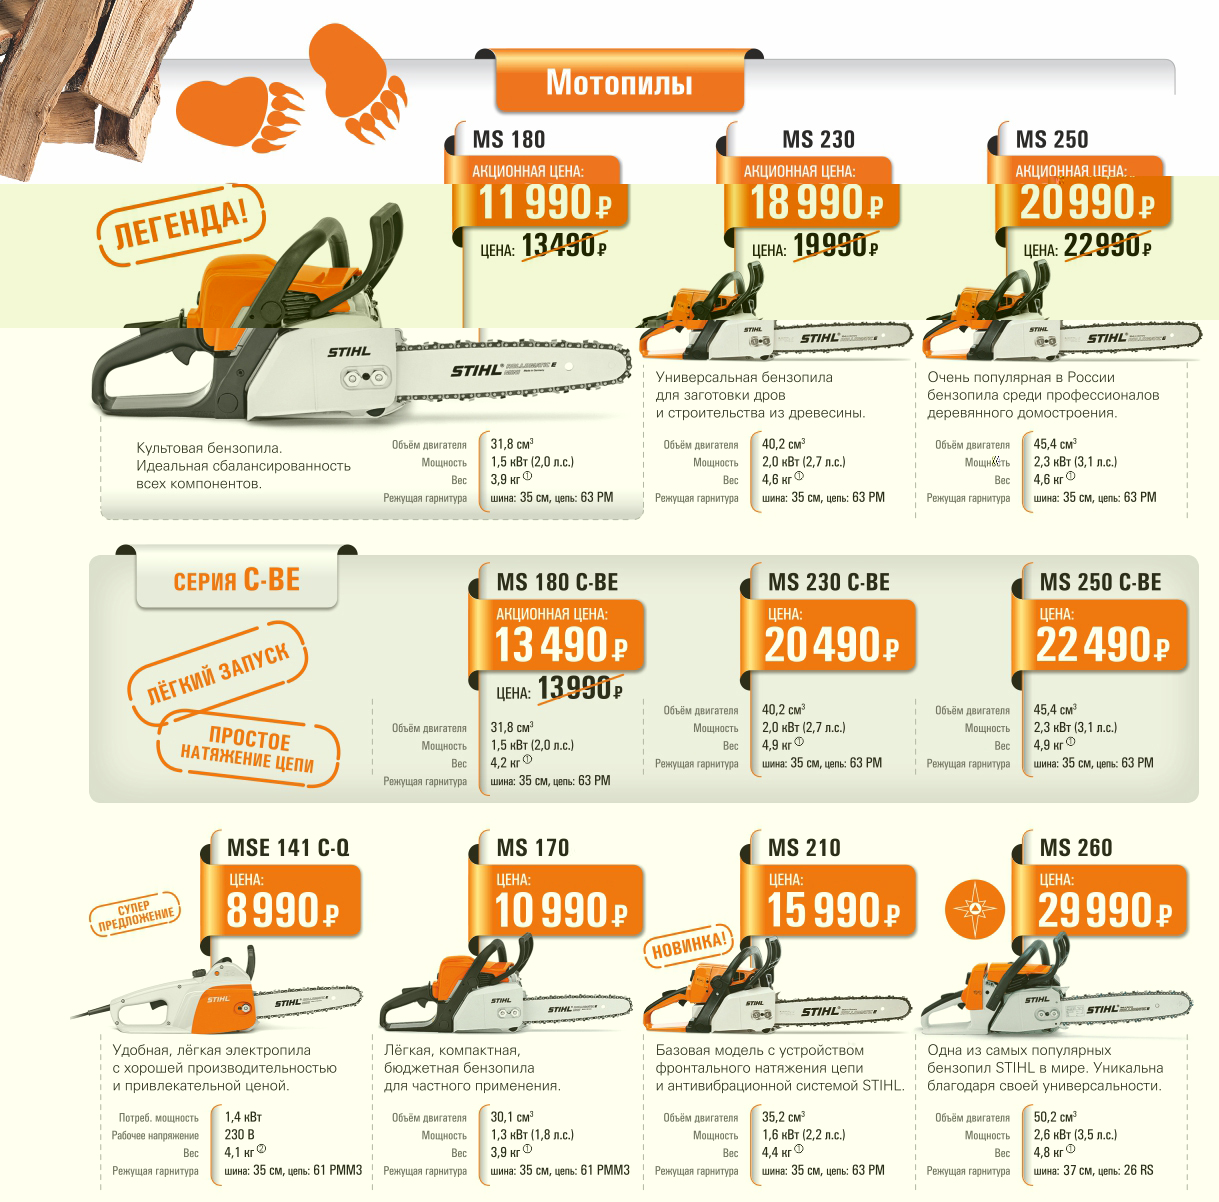 Мотопилы
MS 180
АКЦИОННАЯ ЦЕНА:
11 990 ₽
ЦЕНА: 13 490 ₽
MS 230
АКЦИОННАЯ ЦЕНА:
18 990 ₽
ЦЕНА: 19 990 ₽
MS 250
АКЦИОННАЯ ЦЕНА:
20 990 ₽
ЦЕНА: 22 990 ₽
ЛЕГЕНДА!
STIHL
STIHL
STIHL
STIHL
STIHL
STIHL
Культовая бензопила.
Идеальная сбалансированность
всех компонентов.
Объём двигателя 31,8 см³
Мощность 1,5 кВт (2,0 л.с.)
Вес 3,9 кг ①
Режущая гарнитура шина: 35 см, цепь: 63 PM
Универсальная бензопила
для заготовки дров
и строительства из древесины.
Объём двигателя 40,2 см³
Мощность 2,0 кВт (2,7 л.с.)
Вес 4,6 кг ①
Режущая гарнитура шина: 35 см, цепь: 63 PM
Очень популярная в России
бензопила среди профессионалов
деревянного домостроения.
Объём двигателя 45,4 см³
Мощность 2,3 кВт (3,1 л.с.)
Вес 4,6 кг ①
Режущая гарнитура шина: 35 см, цепь: 63 PM
СЕРИЯ C-BE
ЛЁГКИЙ ЗАПУСК
ПРОСТОЕ
НАТЯЖЕНИЕ ЦЕПИ
MS 180 C-BE
АКЦИОННАЯ ЦЕНА:
13 490 ₽
ЦЕНА: 13 990 ₽
Объём двигателя 31,8 см³
Мощность 1,5 кВт (2,0 л.с.)
Вес 4,2 кг ①
Режущая гарнитура шина: 35 см, цепь: 63 PM
MS 230 C-BE
ЦЕНА:
20 490 ₽
Объём двигателя 40,2 см³
Мощность 2,0 кВт (2,7 л.с.)
Вес 4,9 кг ①
Режущая гарнитура шина: 35 см, цепь: 63 PM
MS 250 C-BE
ЦЕНА:
22 490 ₽
Объём двигателя 45,4 см³
Мощность 2,3 кВт (3,1 л.с.)
Вес 4,9 кг ①
Режущая гарнитура шина: 35 см, цепь: 63 PM
MSE 141 C-Q
ЦЕНА:
8 990 ₽
СУПЕР
ПРЕДЛОЖЕНИЕ
STIHL
STIHL
Удобная, лёгкая электропила
с хорошей производительностью
и привлекательной ценой.
Потреб. мощность 1,4 кВт
Рабочее напряжение 230 В
Вес 4,1 кг ②
Режущая гарнитура шина: 35 см, цепь: 61 PMM3
MS 170
ЦЕНА:
10 990 ₽
STIHL
STIHL
Лёгкая, компактная,
бюджетная бензопила
для частного применения.
Объём двигателя 30,1 см³
Мощность 1,3 кВт (1,8 л.с.)
Вес 3,9 кг ①
Режущая гарнитура шина: 35 см, цепь: 61 PMM3
MS 210
ЦЕНА:
15 990 ₽
НОВИНКА!
STIHL
STIHL
Базовая модель с устройством
фронтального натяжения цепи
и антивибрационной системой STIHL.
Объём двигателя 35,2 см³
Мощность 1,6 кВт (2,2 л.с.)
Вес 4,4 кг ①
Режущая гарнитура шина: 35 см, цепь: 63 PM
MS 260
ЦЕНА:
29 990 ₽
STIHL
STIHL
Одна из самых популярных
бензопил STIHL в мире. Уникальна
благодаря своей универсальности.
Объём двигателя 50,2 см³
Мощность 2,6 кВт (3,5 л.с.)
Вес 4,8 кг ①
Режущая гарнитура шина: 37 см, цепь: 26 RS